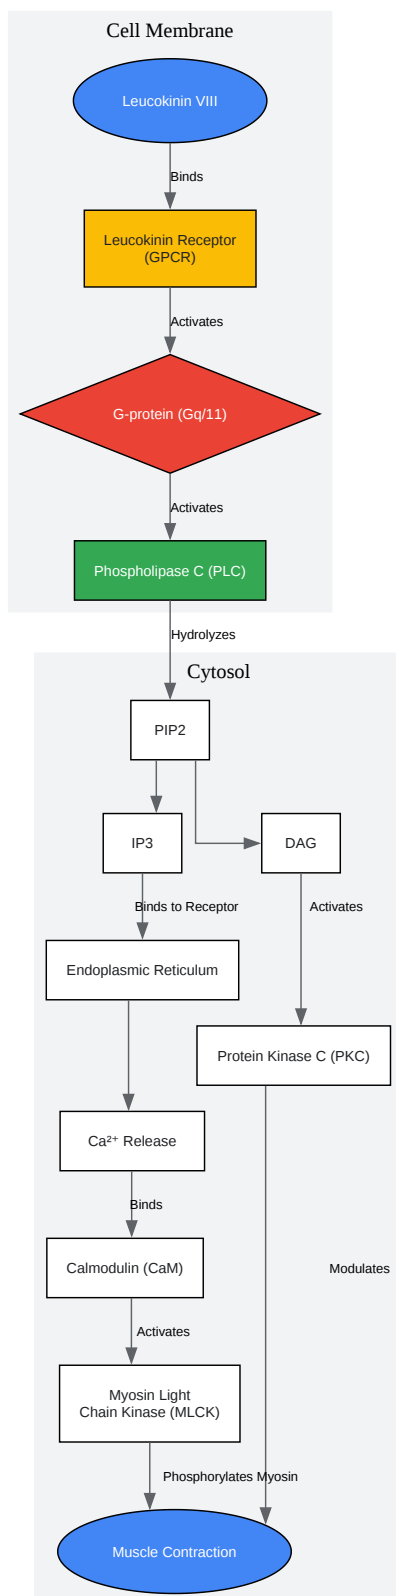 Cell Membrane
Leucokinin VIII
Binds
Leucokinin Receptor
(GPCR)
Activates
G-protein (Gq/11)
Activates
Phospholipase C (PLC)
Hydrolyzes
Cytosol
PIP2
IP3
DAG
Binds to Receptor
Activates
Endoplasmic Reticulum
Protein Kinase C (PKC)
Ca²⁺ Release
Binds
Calmodulin (CaM)
Modulates
Activates
Myosin Light
Chain Kinase (MLCK)
Phosphorylates Myosin
Muscle Contraction